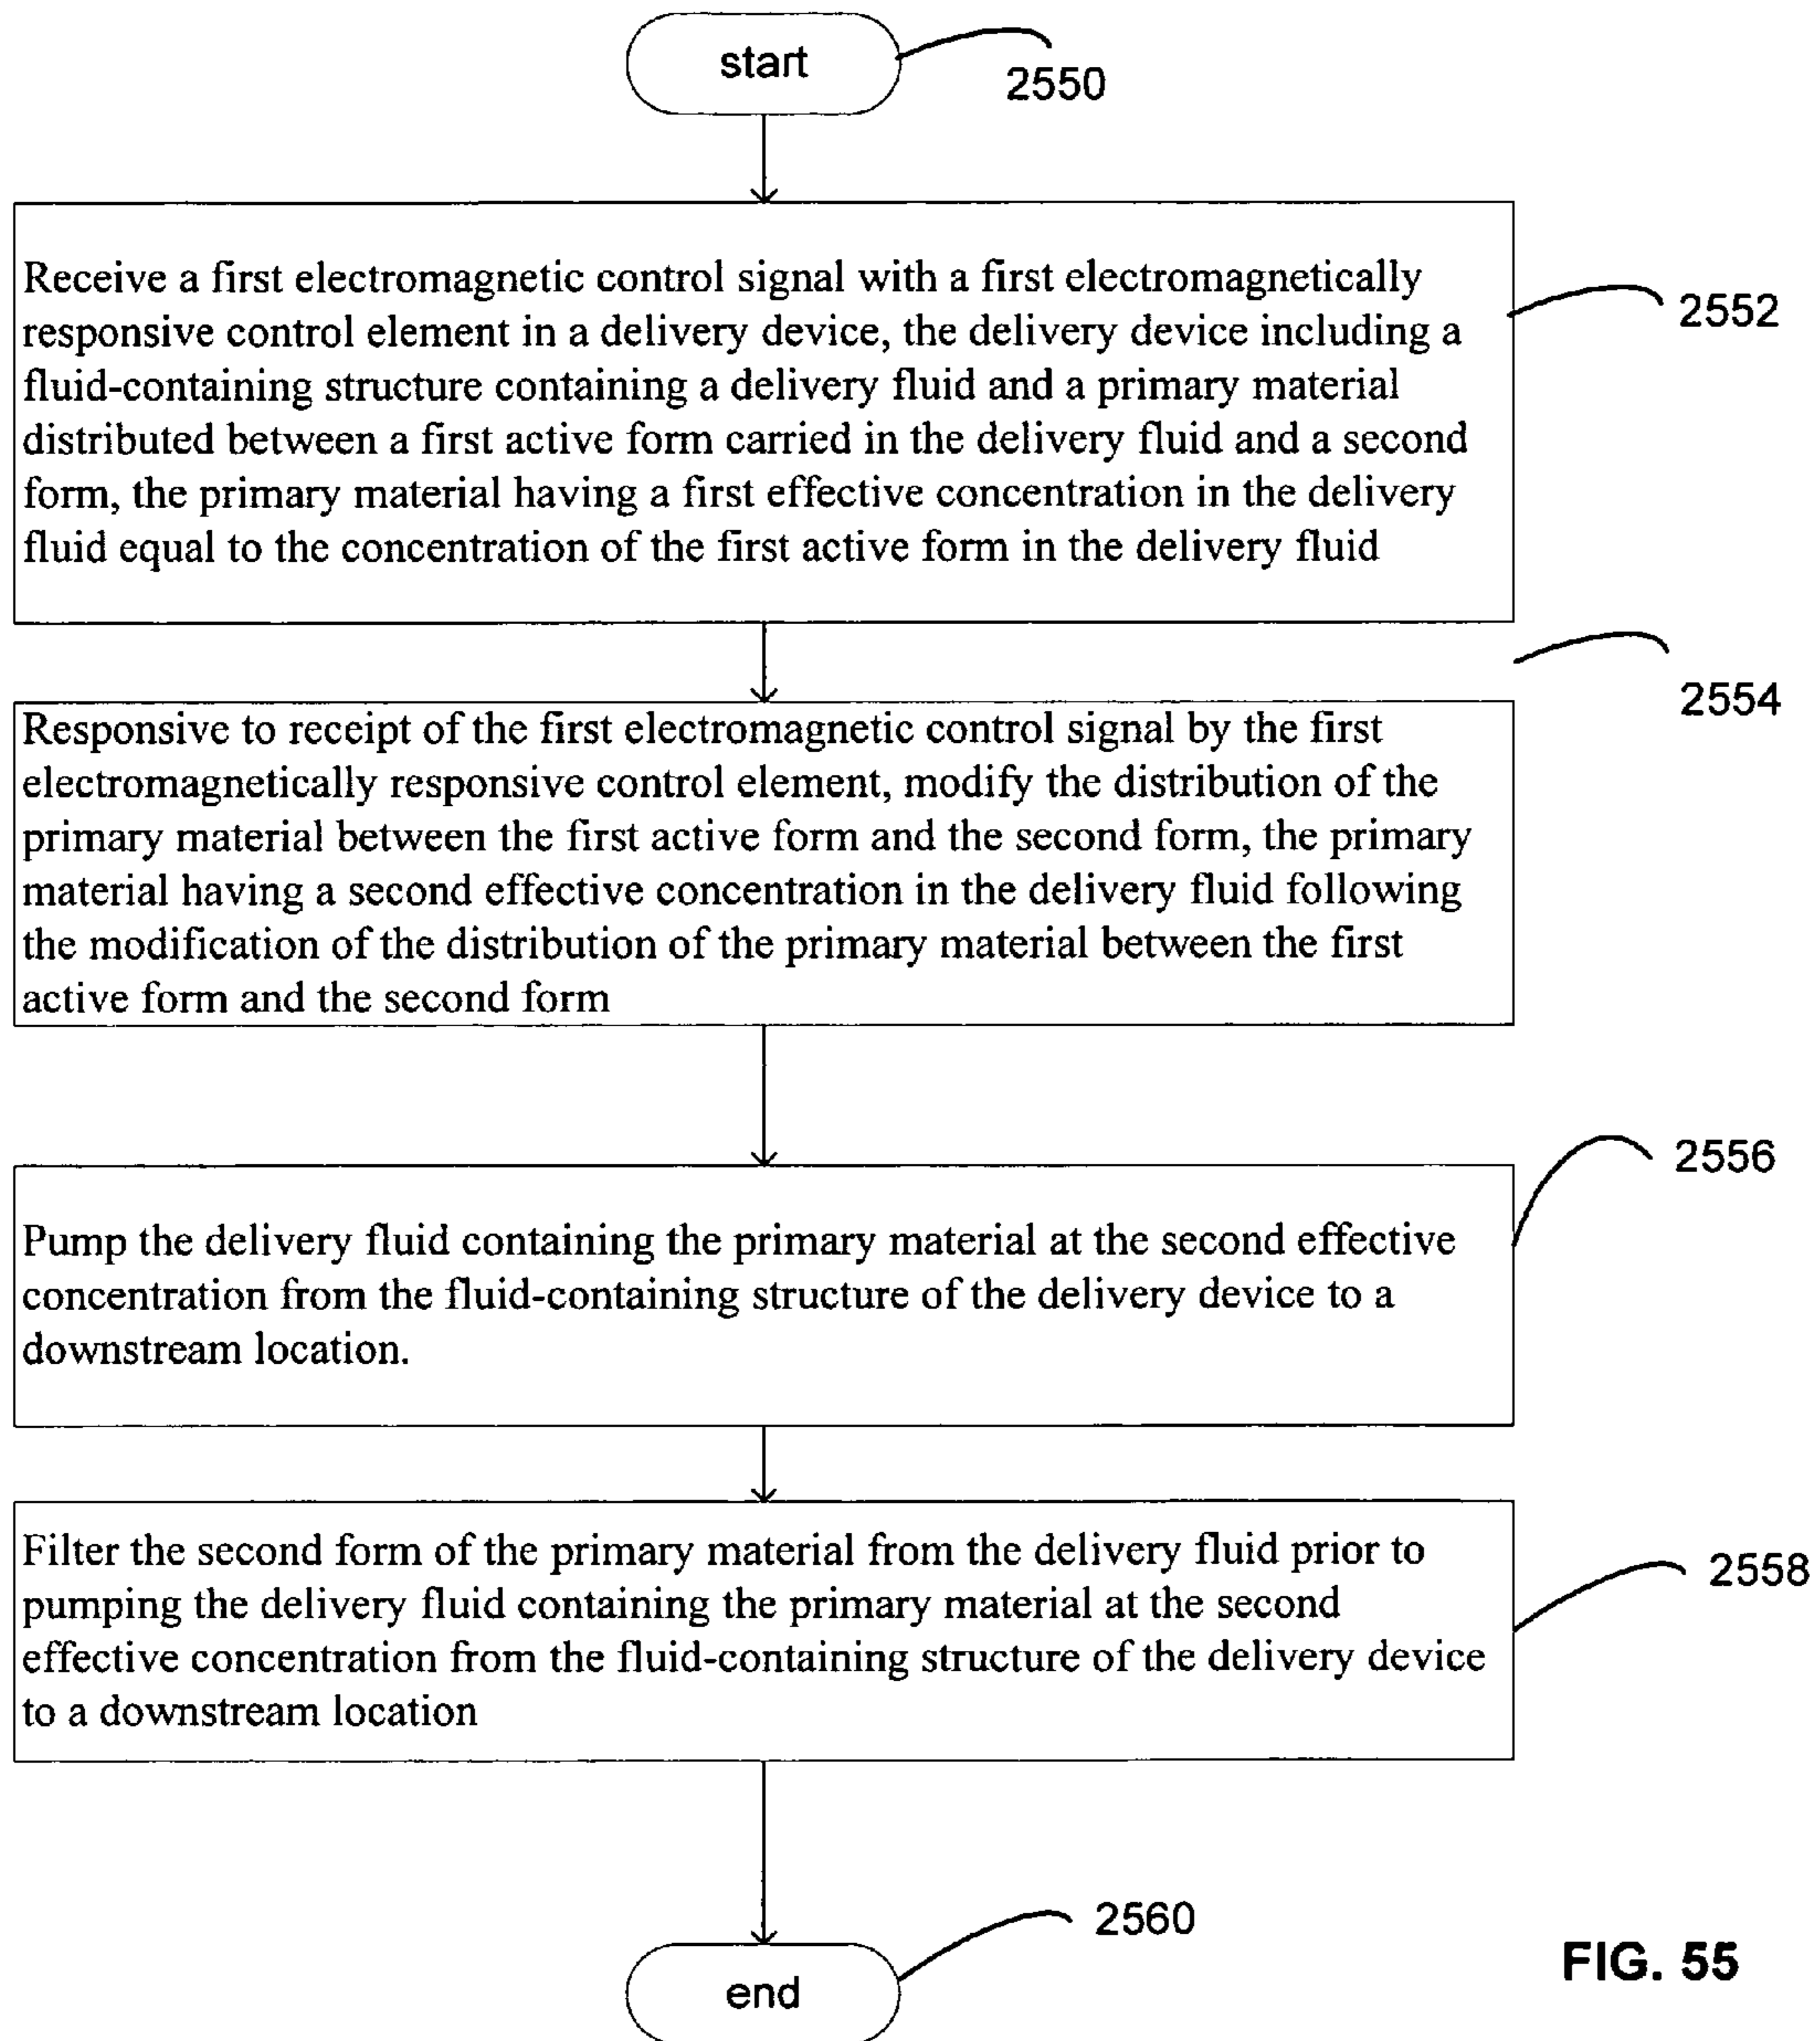 start
2550
Receive a first electromagnetic control signal with a first electromagnetically
responsive control element in a delivery device, the delivery device including a
fluid-containing structure containing a delivery fluid and a primary material
distributed between a first active form carried in the delivery fluid and a second
form, the primary material having a first effective concentration in the delivery
fluid equal to the concentration of the first active form in the delivery fluid
2552
2554
Responsive to receipt of the first electromagnetic control signal by the first
electromagnetically responsive control element, modify the distribution of the
primary material between the first active form and the second form, the primary
material having a second effective concentration in the delivery fluid following
the modification of the distribution of the primary material between the first
active form and the second form
2556
Pump the delivery fluid containing the primary material at the second effective
concentration from the fluid-containing structure of the delivery device to a
downstream location.
Filter the second form of the primary material from the delivery fluid prior to
pumping the delivery fluid containing the primary material at the second
effective concentration from the fluid-containing structure of the delivery device
to a downstream location
2558
2560
end
FIG. 55